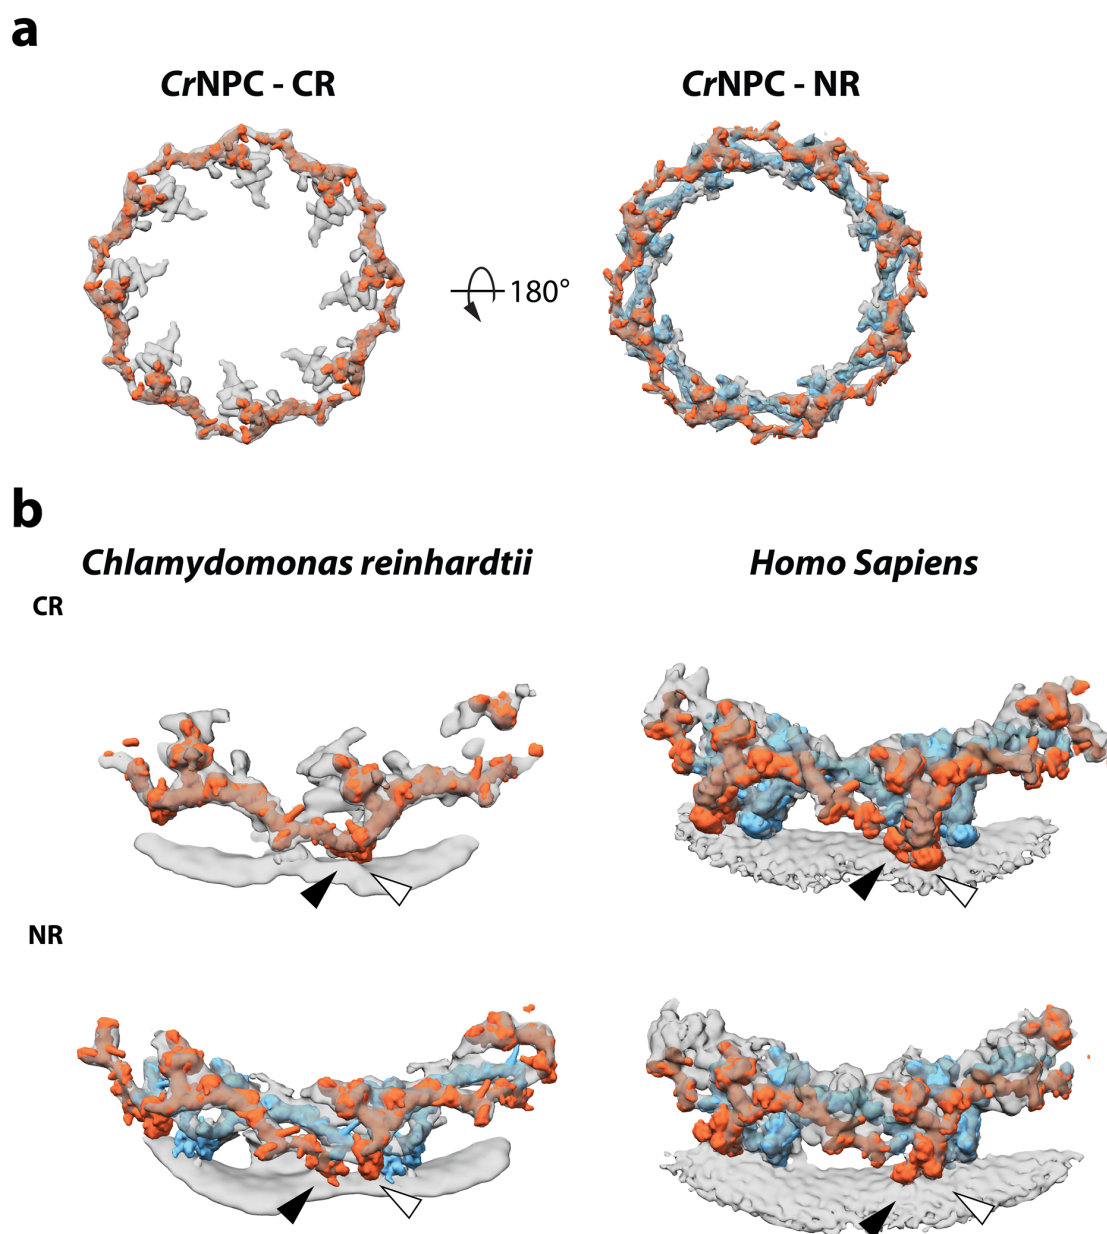 a
CrNPC - CR
CrNPC - NR
180°
b
Chlamydomonas reinhardtii
Homo Sapiens
CR
NR